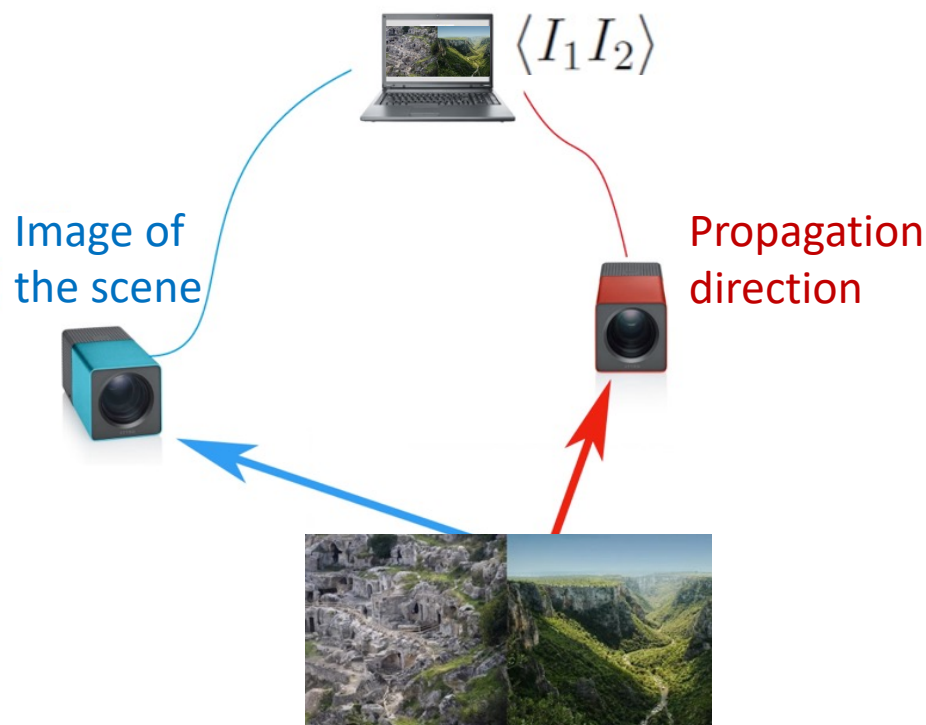 ⟨I₁I₂⟩
Image of
the scene
Propagation
direction